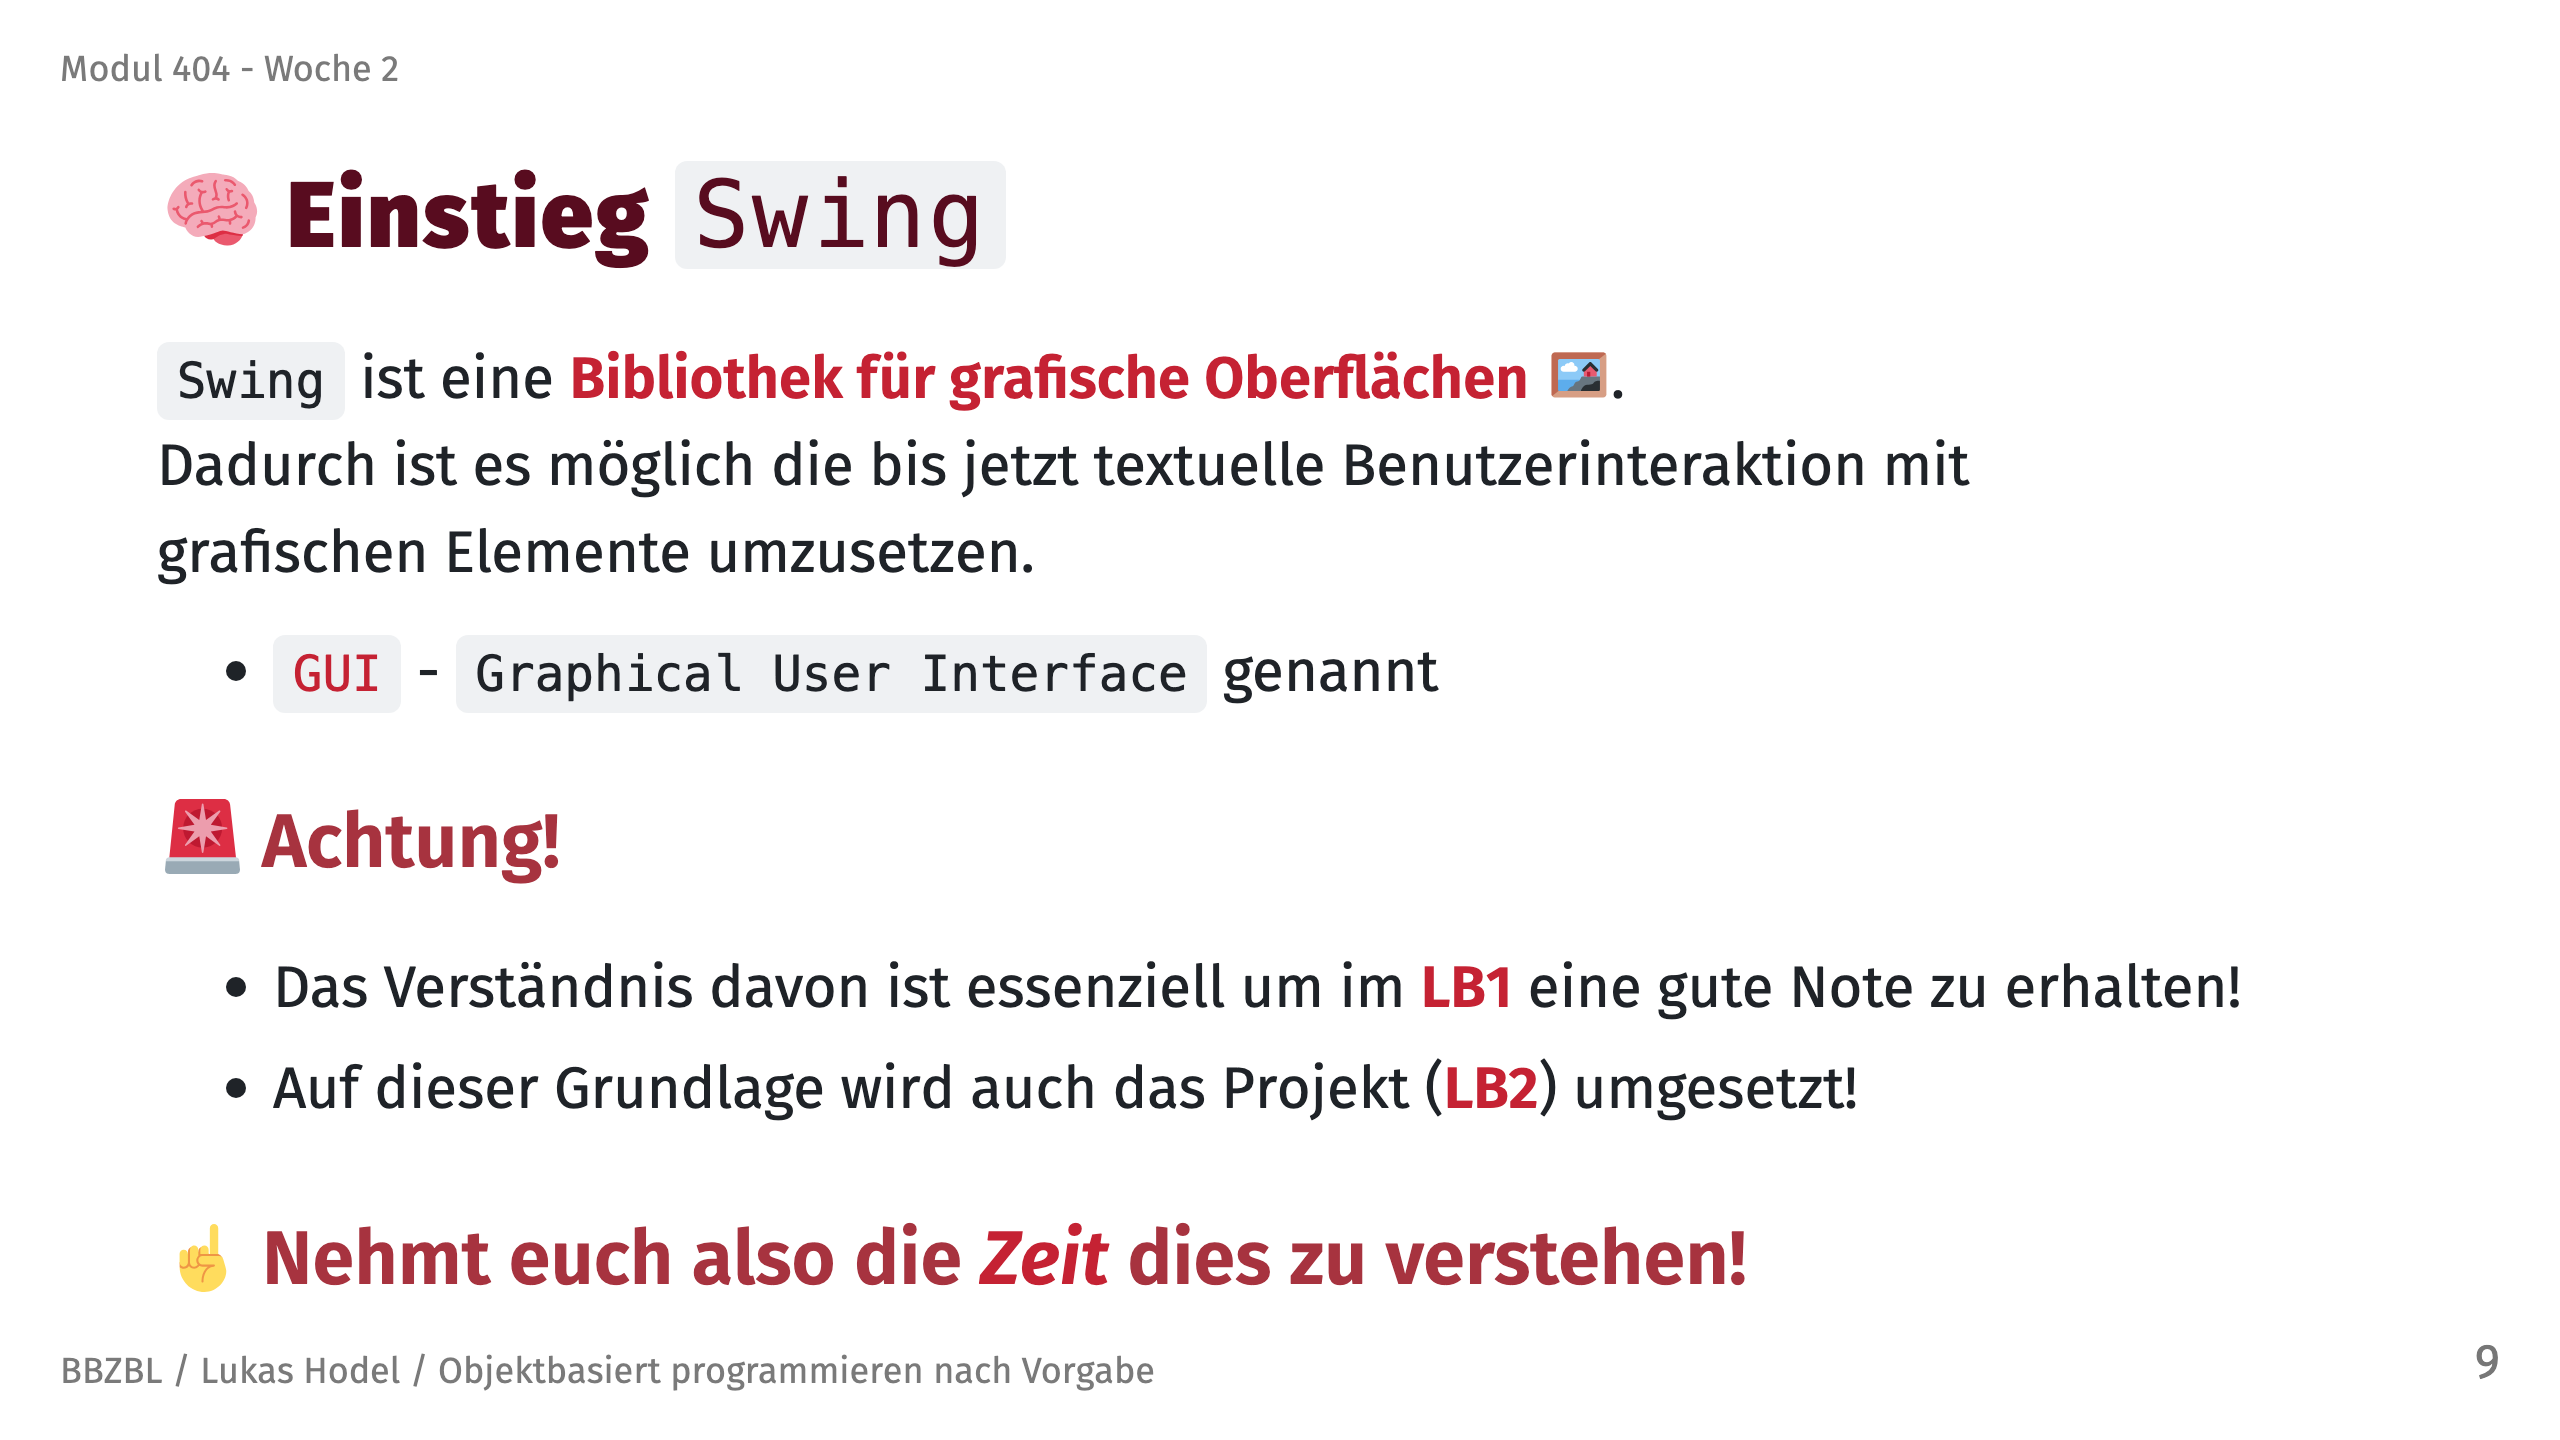 Modul 404 - Woche 2
🧠 Einstieg Swing
Swing ist eine Bibliothek für grafische Oberflächen 🖼️.
Dadurch ist es möglich die bis jetzt textuelle Benutzerinteraktion mit
grafischen Elemente umzusetzen.
• GUI - Graphical User Interface genannt
🚨 Achtung!
• Das Verständnis davon ist essenziell um im LB1 eine gute Note zu erhalten!
• Auf dieser Grundlage wird auch das Projekt (LB2) umgesetzt!
☝️ Nehmt euch also die Zeit dies zu verstehen!
BBZBL / Lukas Hodel / Objektbasiert programmieren nach Vorgabe
9